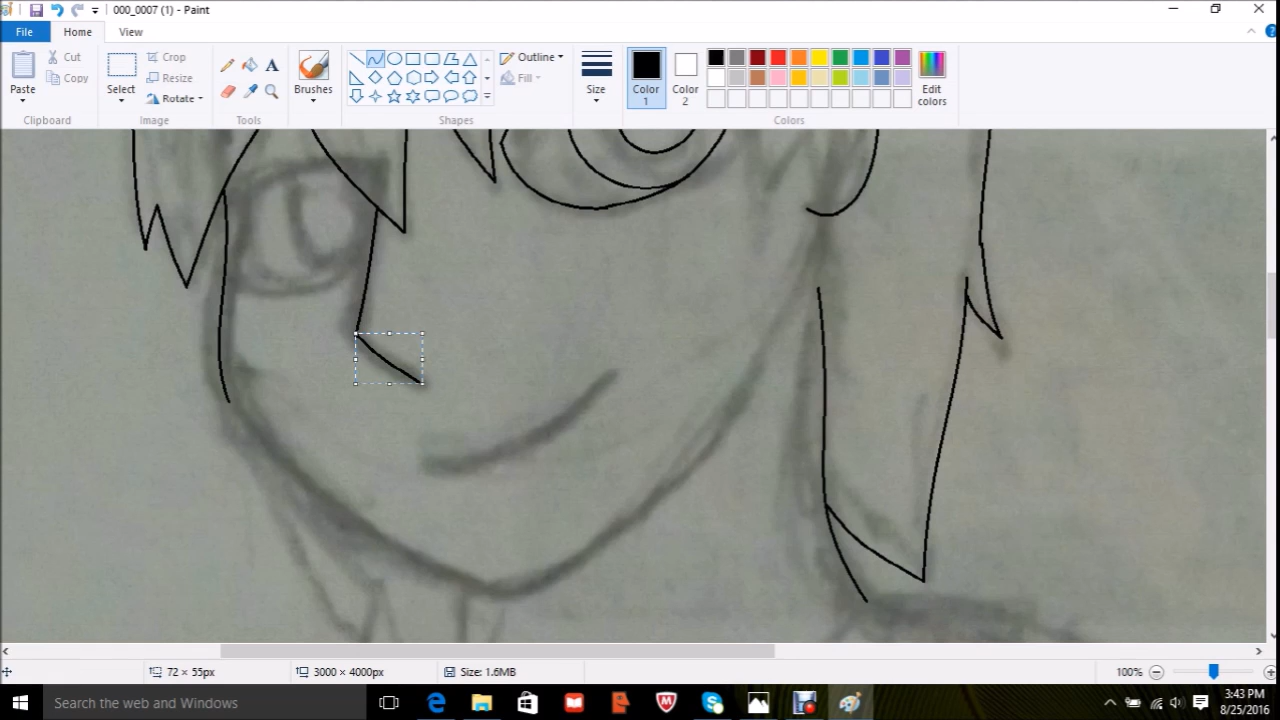 000_0007 (1) - Paint
File Home View
Paste
Cut
Copy
Clipboard
Select
Crop
Resize
Rotate
Image
A
Tools
Brushes
Outline
Fill
Shapes
Size
Color 1
Color 2
Edit colors
Colors
72 × 55px
3000 × 4000px
Size: 1.6MB
100%
Search the web and Windows
3:43 PM
8/25/2016